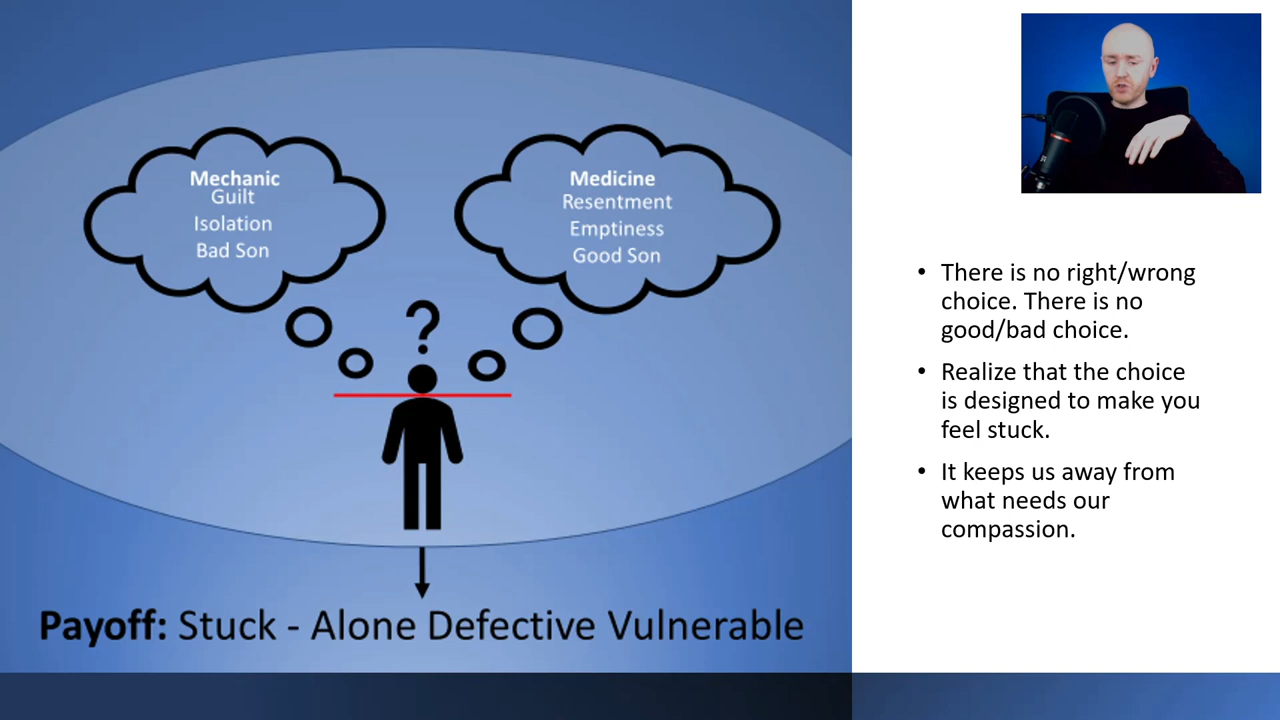 Mechanic
Guilt
Isolation
Bad Son
Medicine
Resentment
Emptiness
Good Son
?
Payoff: Stuck - Alone Defective Vulnerable
• There is no right/wrong
choice. There is no
good/bad choice.
• Realize that the choice
is designed to make you
feel stuck.
• It keeps us away from
what needs our
compassion.